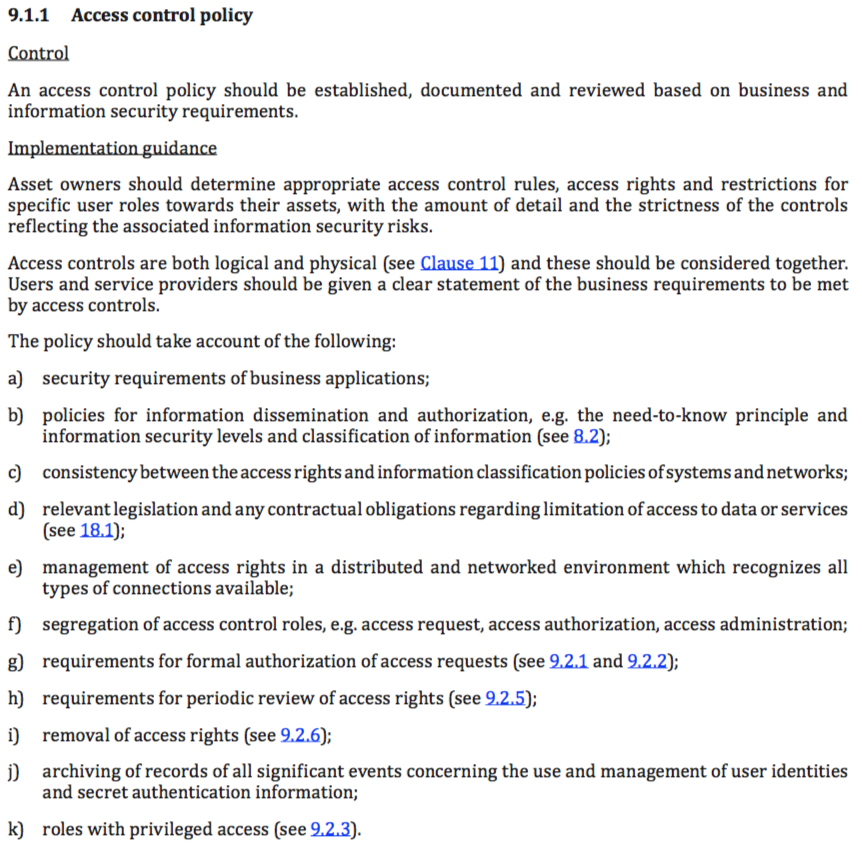 9.1.1 Access control policy
Control
An access control policy should be established, documented and reviewed based on business and
information security requirements.
Implementation guidance
Asset owners should determine appropriate access control rules, access rights and restrictions for
specific user roles towards their assets, with the amount of detail and the strictness of the controls
reflecting the associated information security risks.
Access controls are both logical and physical (see Clause 11) and these should be considered together.
Users and service providers should be given a clear statement of the business requirements to be met
by access controls.
The policy should take account of the following:
a) security requirements of business applications;
b) policies for information dissemination and authorization, e.g. the need-to-know principle and
information security levels and classification of information (see 8.2);
c) consistency between the access rights and information classification policies of systems and networks;
d) relevant legislation and any contractual obligations regarding limitation of access to data or services
(see 18.1);
e) management of access rights in a distributed and networked environment which recognizes all
types of connections available;
f) segregation of access control roles, e.g. access request, access authorization, access administration;
g) requirements for formal authorization of access requests (see 9.2.1 and 9.2.2);
h) requirements for periodic review of access rights (see 9.2.5);
i) removal of access rights (see 9.2.6);
j) archiving of records of all significant events concerning the use and management of user identities
and secret authentication information;
k) roles with privileged access (see 9.2.3).